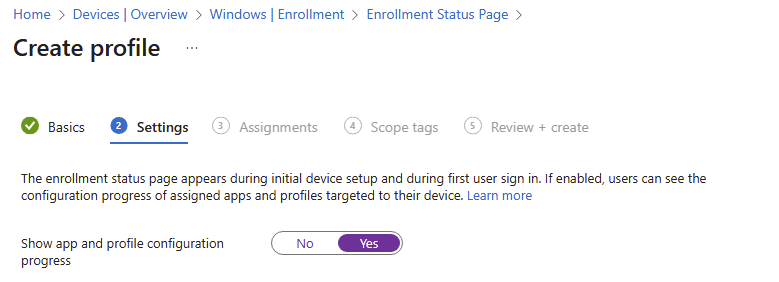 Home > Devices | Overview > Windows | Enrollment > Enrollment Status Page >
Create profile ...
Basics 2 Settings 3 Assignments 4 Scope tags 5 Review + create
The enrollment status page appears during initial device setup and during first user sign in. If enabled, users can see the
configuration progress of assigned apps and profiles targeted to their device. Learn more
Show app and profile configuration No Yes
progress